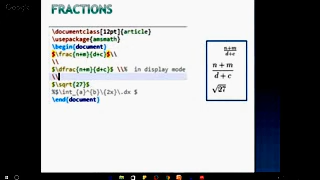 FRACTIONS
\documentclass[12pt]{article}
\usepackage{amsmath}
\begin{document}
$\frac{n+m}{d+c}$\\
\\
$\dfrac{n+m}{d+c}$ \\% in display mode
\\
$\sqrt{27}$
%$\int_{a}^{b}\{2x}\.dx $
\end{document}
n+m
d+c
n + m
d + c
√27